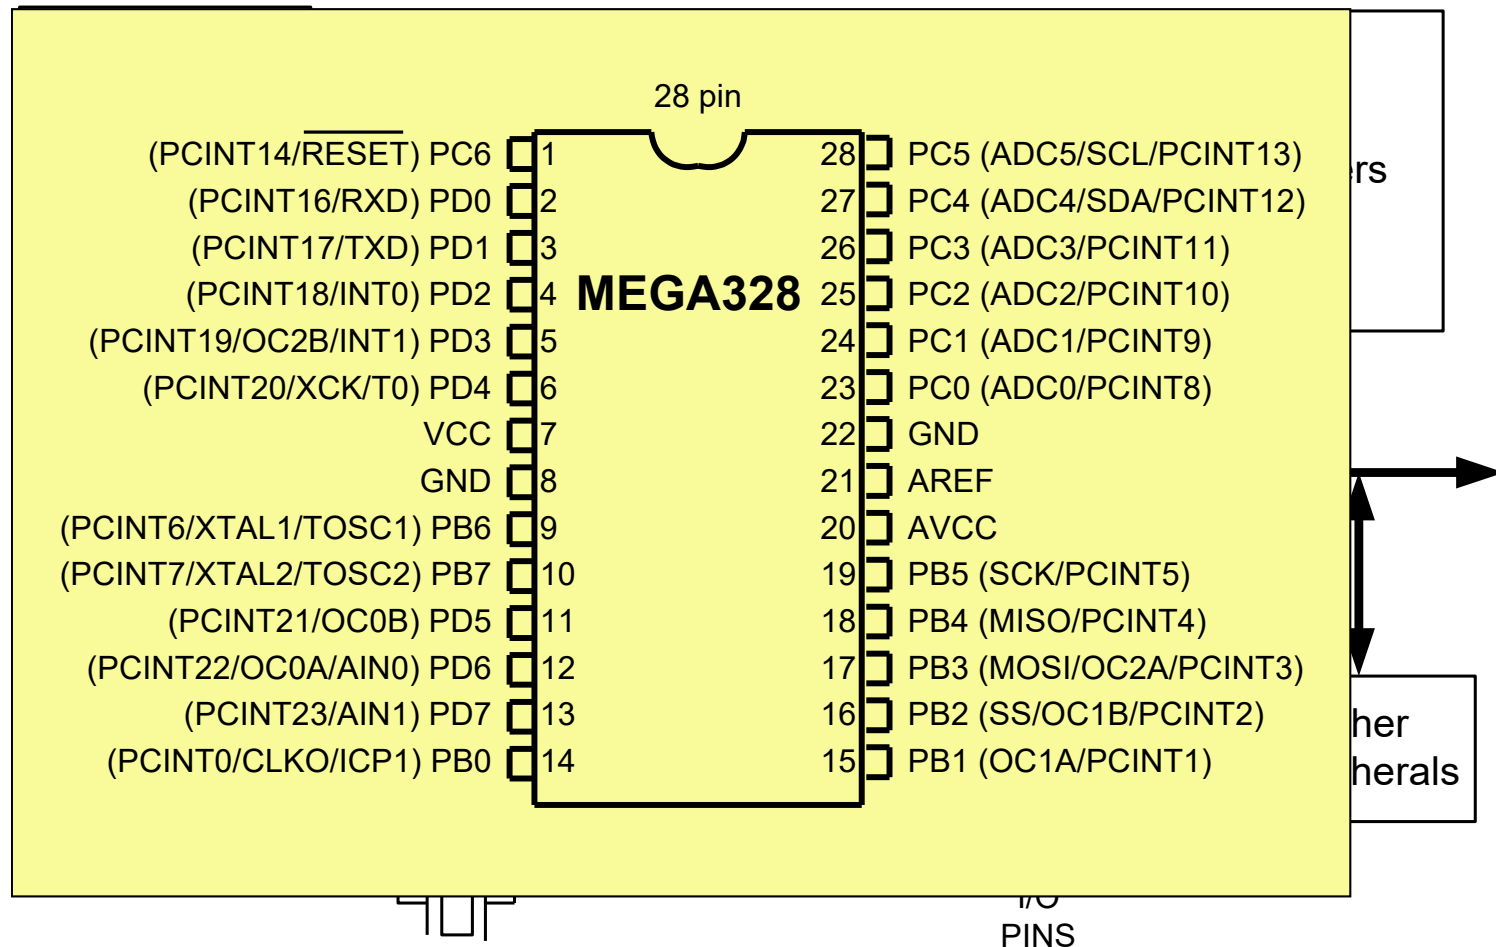 28 pin
(PCINT14/RESET) PC6 1 28 PC5 (ADC5/SCL/PCINT13)
(PCINT16/RXD) PD0 2 27 PC4 (ADC4/SDA/PCINT12)
(PCINT17/TXD) PD1 3 26 PC3 (ADC3/PCINT11)
(PCINT18/INT0) PD2 4 MEGA328 25 PC2 (ADC2/PCINT10)
(PCINT19/OC2B/INT1) PD3 5 24 PC1 (ADC1/PCINT9)
(PCINT20/XCK/T0) PD4 6 23 PC0 (ADC0/PCINT8)
VCC 7 22 GND
GND 8 21 AREF
(PCINT6/XTAL1/TOSC1) PB6 9 20 AVCC
(PCINT7/XTAL2/TOSC2) PB7 10 19 PB5 (SCK/PCINT5)
(PCINT21/OC0B) PD5 11 18 PB4 (MISO/PCINT4)
(PCINT22/OC0A/AIN0) PD6 12 17 PB3 (MOSI/OC2A/PCINT3)
(PCINT23/AIN1) PD7 13 16 PB2 (SS/OC1B/PCINT2)
(PCINT0/CLKO/ICP1) PB0 14 15 PB1 (OC1A/PCINT1)
ers
her
herals
I/O
PINS